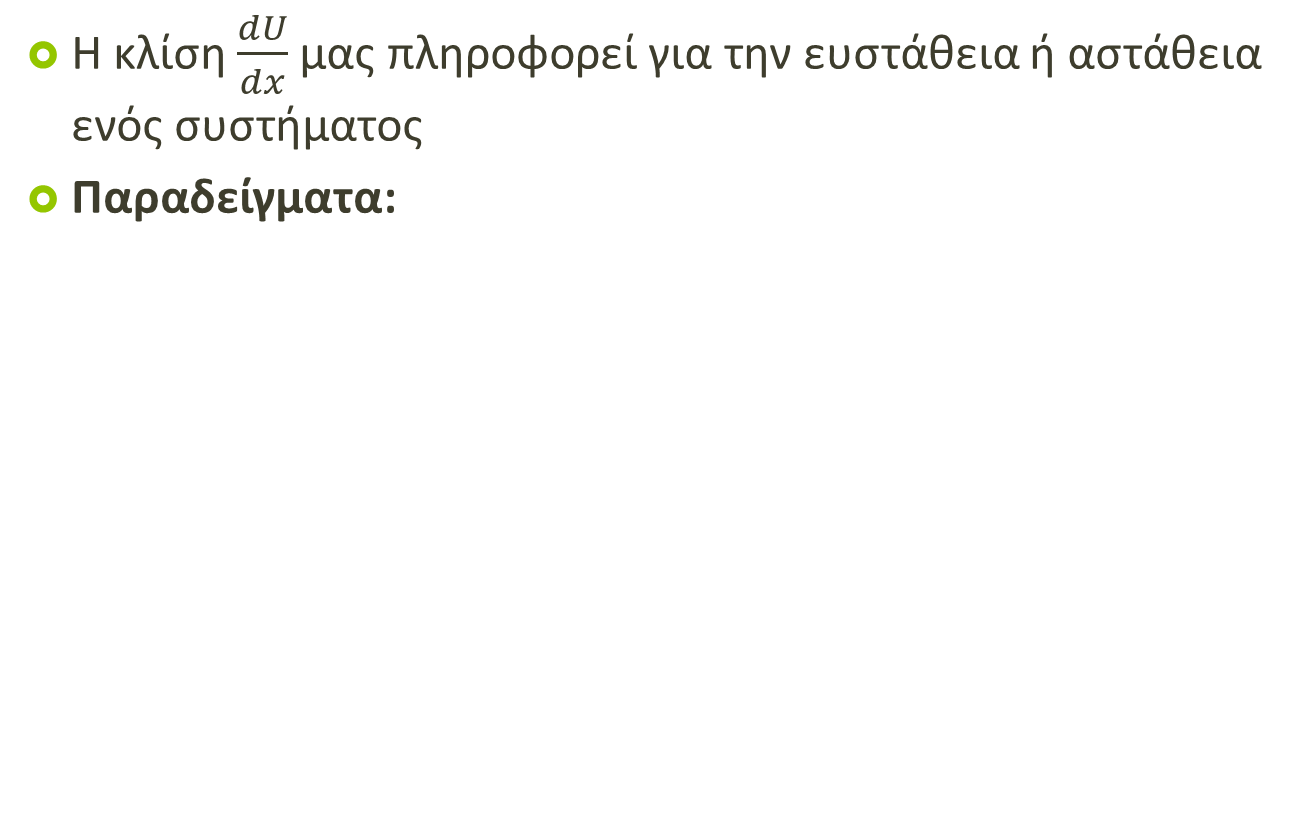 Η κλίση dU/dx μας πληροφορεί για την ευστάθεια ή αστάθεια
ενός συστήματος
Παραδείγματα: